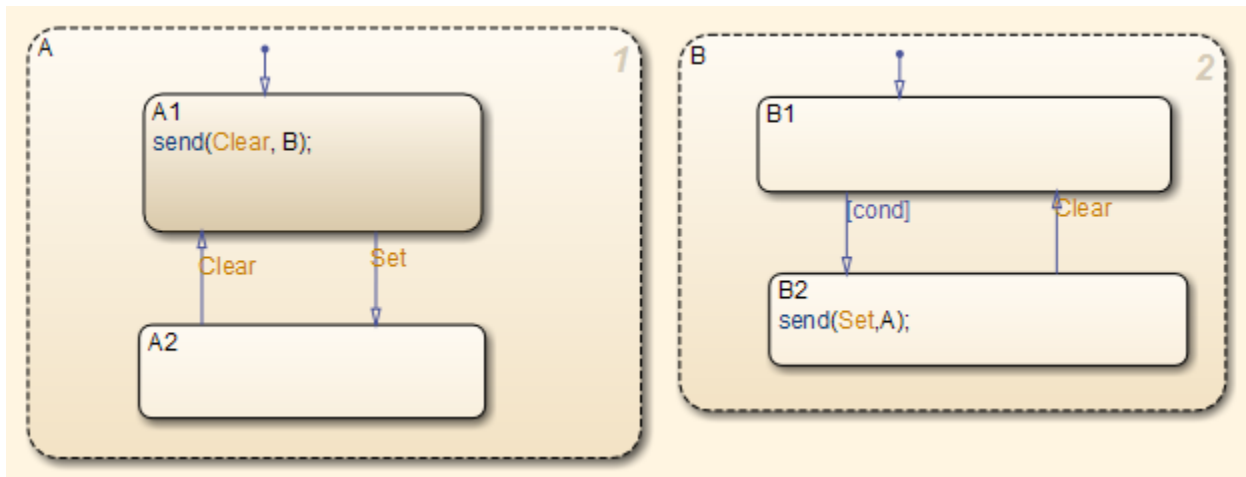 A
1
A1
send(Clear, B);
Clear
Set
A2
B
2
B1
[cond]
Clear
B2
send(Set,A);